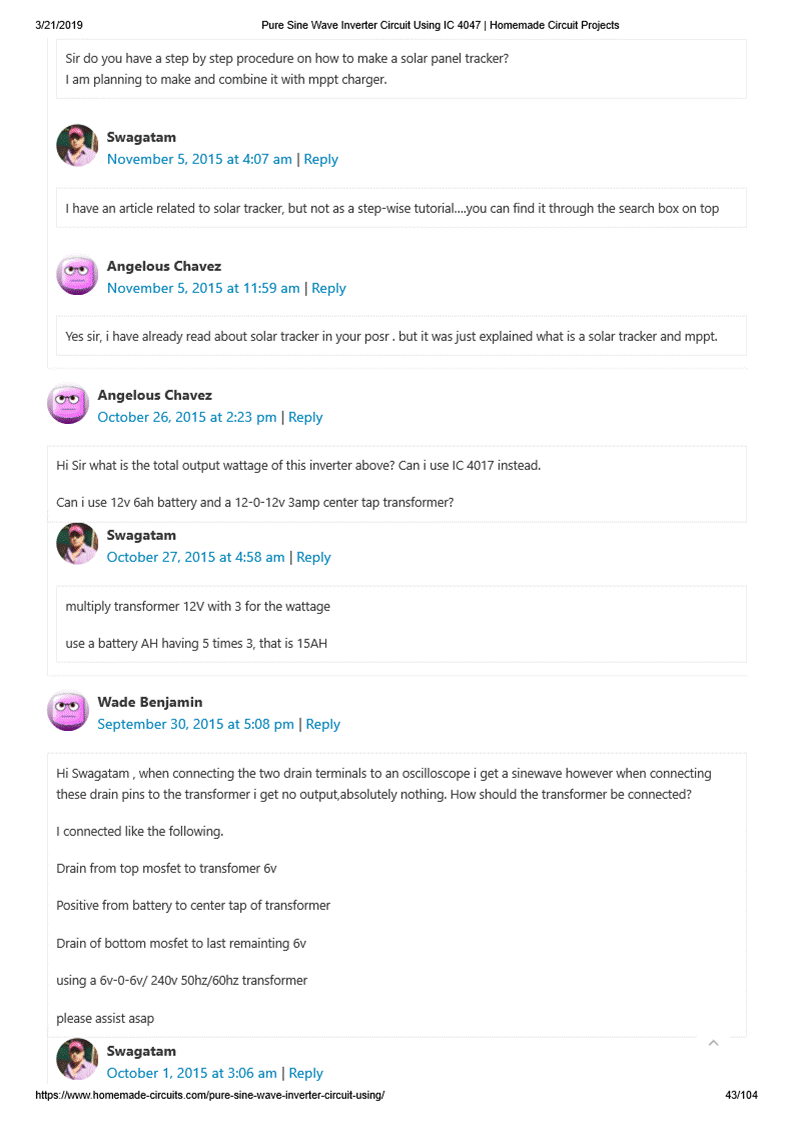 3/21/2019 Pure Sine Wave Inverter Circuit Using IC 4047 | Homemade Circuit Projects
Sir do you have a step by step procedure on how to make a solar panel tracker?
I am planning to make and combine it with mppt charger.
Swagatam
November 5, 2015 at 4:07 am | Reply
I have an article related to solar tracker, but not as a step-wise tutorial....you can find it through the search box on top
Angelous Chavez
November 5, 2015 at 11:59 am | Reply
Yes sir, i have already read about solar tracker in your posr . but it was just explained what is a solar tracker and mppt.
Angelous Chavez
October 26, 2015 at 2:23 pm | Reply
Hi Sir what is the total output wattage of this inverter above? Can i use IC 4017 instead.
Can i use 12v 6ah battery and a 12-0-12v 3amp center tap transformer?
Swagatam
October 27, 2015 at 4:58 am | Reply
multiply transformer 12V with 3 for the wattage
use a battery AH having 5 times 3, that is 15AH
Wade Benjamin
September 30, 2015 at 5:08 pm | Reply
Hi Swagatam , when connecting the two drain terminals to an oscilloscope i get a sinewave however when connecting
these drain pins to the transformer i get no output,absolutely nothing. How should the transformer be connected?
I connected like the following.
Drain from top mosfet to transfomer 6v
Positive from battery to center tap of transformer
Drain of bottom mosfet to last remainting 6v
using a 6v-0-6v/ 240v 50hz/60hz transformer
please assist asap
Swagatam
October 1, 2015 at 3:06 am | Reply
https://www.homemade-circuits.com/pure-sine-wave-inverter-circuit-using/ 43/104